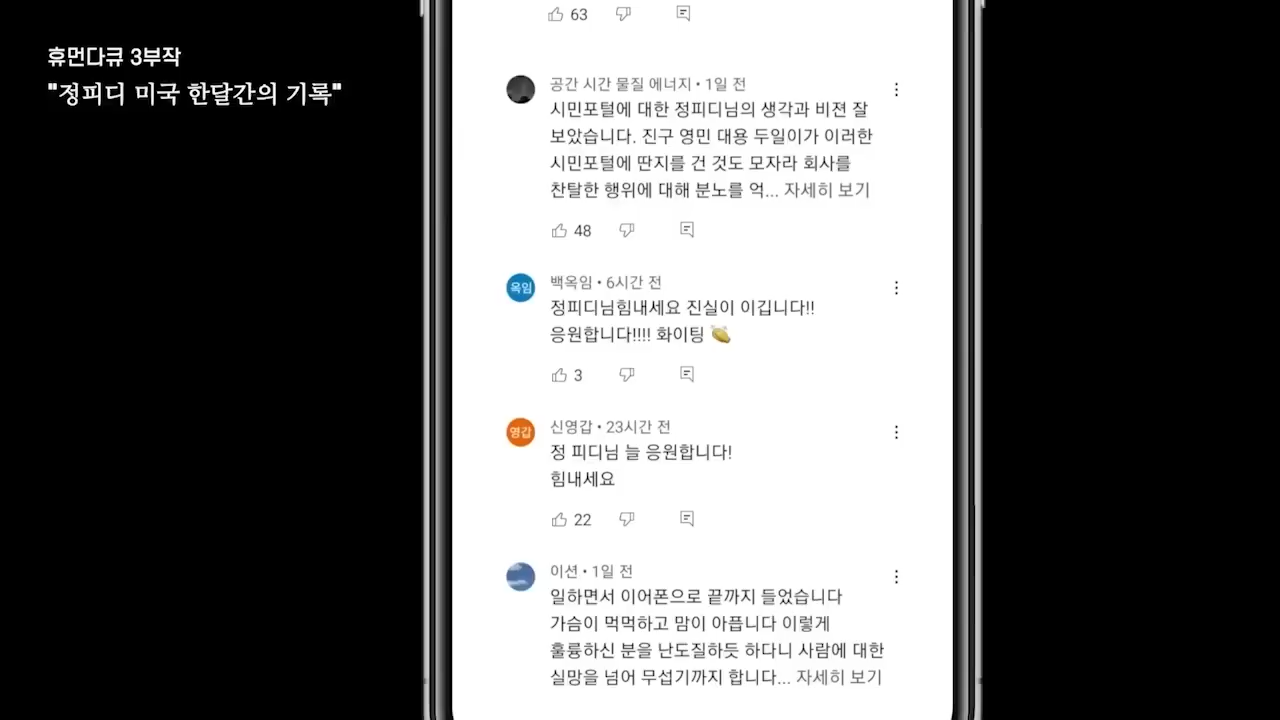 휴먼다큐 3부작
"정피디 미국 한달간의 기록"
63
공간 시간 물질 에너지 • 1일 전
시민포털에 대한 정피디님의 생각과 비젼 잘
보았습니다. 진구 영민 대용 두일이가 이러한
시민포털에 딴지를 건 것도 모자라 회사를
찬탈한 행위에 대해 분노를 억... 자세히 보기
48
옥임
백옥임 • 6시간 전
정피디님힘내세요 진실이 이깁니다!!
응원합니다!!!! 화이팅
3
영갑
신영갑 • 23시간 전
정 피디님 늘 응원합니다!
힘내세요
22
이션 • 1일 전
일하면서 이어폰으로 끝까지 들었습니다
가슴이 먹먹하고 맘이 아픕니다 이렇게
훌륭하신 분을 난도질하듯 하다니 사람에 대한
실망을 넘어 무섭기까지 합니다... 자세히 보기